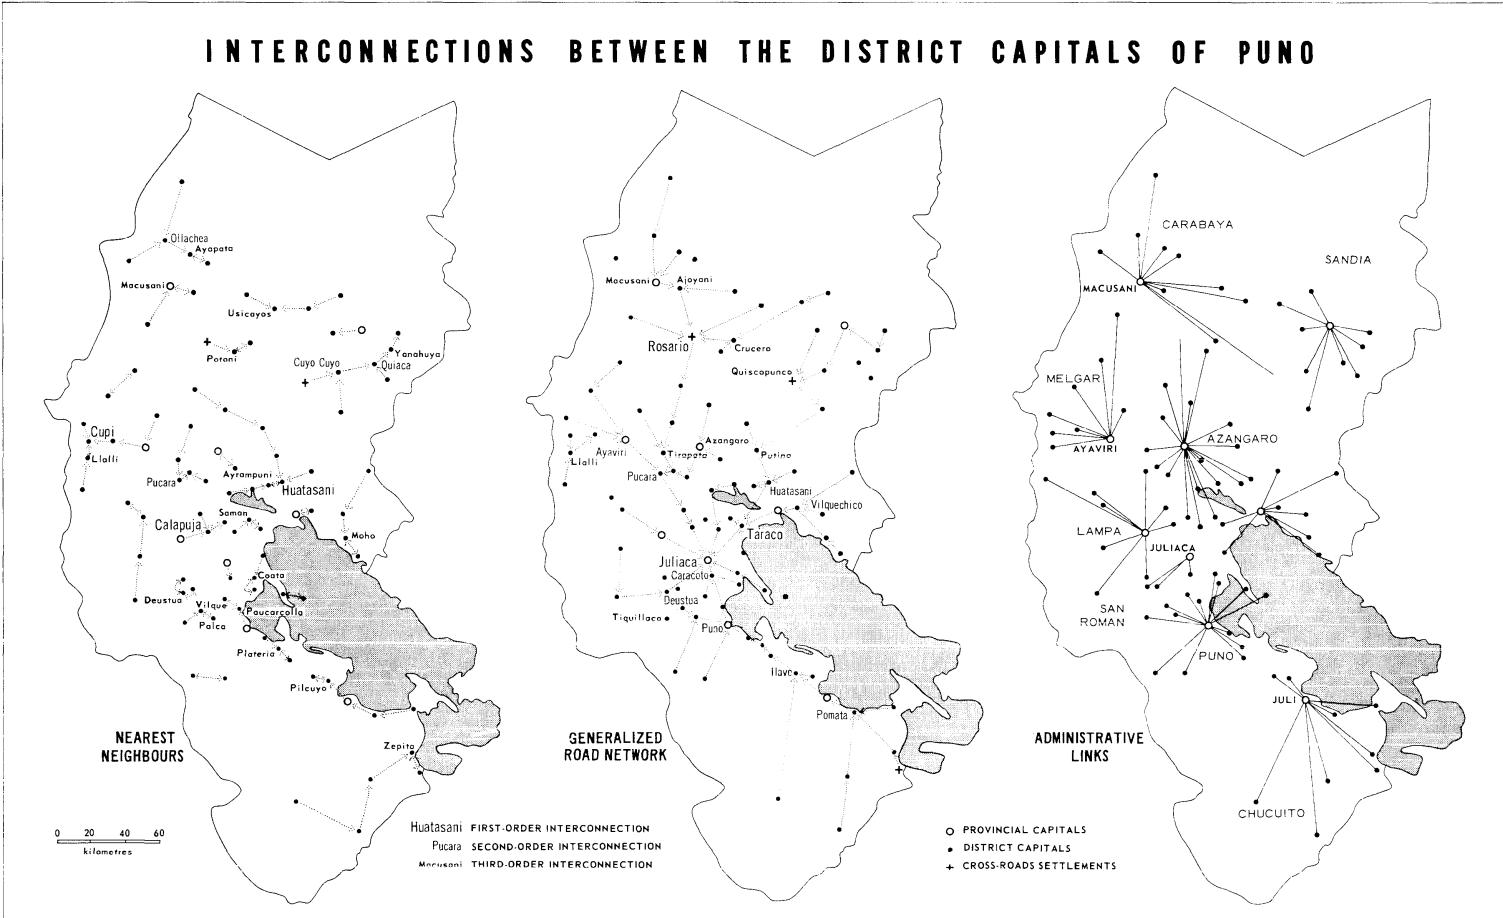 INTERCONNECTIONS BETWEEN THE DISTRICT CAPITALS OF PUNO
Ollachea
Ayapata
Macusani
Usicayos
Potoni
Cuyo Cuyo
Yanahuya
Quiaca
Cupi
Llalli
Pucara
Ayrampuni
Huatasani
Saman
Calapuja
Moho
Coata
Deustua
Vilque
Paucarcolla
Palca
Plateria
Pilcuyo
Zepita
NEAREST
NEIGHBOURS
0 20 40 60
kilometres
Macusani
Ajoyani
Rosario
Crucero
Quiscopunco
Ayaviri
Azangaro
Llalli
Tirapata
Putina
Pucara
Huatasani
Vilquechico
Taraco
Juliaca
Caracoto
Deustua
Tiquillaca
Puno
Ilave
Pomata
GENERALIZED
ROAD NETWORK
Huatasani FIRST-ORDER INTERCONNECTION
Pucara SECOND-ORDER INTERCONNECTION
Macusani THIRD-ORDER INTERCONNECTION
CARABAYA
SANDIA
MACUSANI
MELGAR
AZANGARO
AYAVIRI
LAMPA
JULIACA
SAN
ROMAN
PUNO
JULI
ADMINISTRATIVE
LINKS
CHUCUITO
PROVINCIAL CAPITALS
DISTRICT CAPITALS
CROSS-ROADS SETTLEMENTS